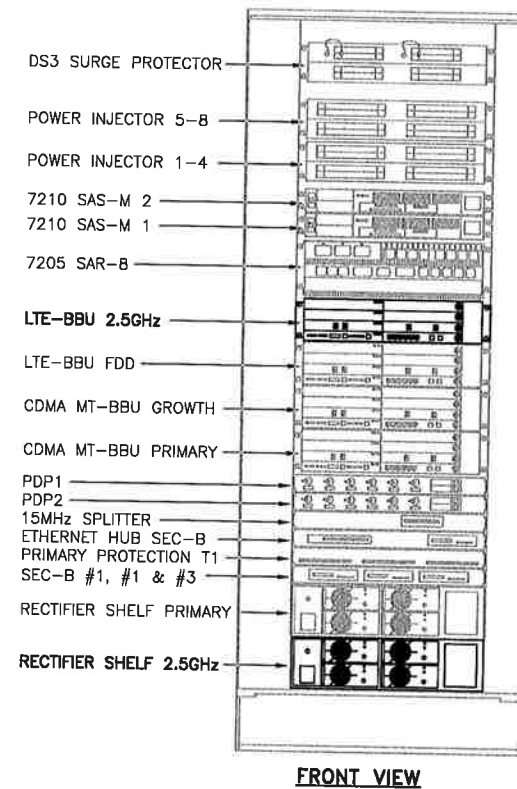 DS3 SURGE PROTECTOR
POWER INJECTOR 5-8
POWER INJECTOR 1-4
7210 SAS-M 2
7210 SAS-M 1
7205 SAR-8
LTE-BBU 2.5GHz
LTE-BBU FDD
CDMA MT-BBU GROWTH
CDMA MT-BBU PRIMARY
PDP1
PDP2
15MHz SPLITTER
ETHERNET HUB SEC-B
PRIMARY PROTECTION T1
SEC-B #1, #1 & #3
RECTIFIER SHELF PRIMARY
RECTIFIER SHELF 2.5GHz
FRONT VIEW